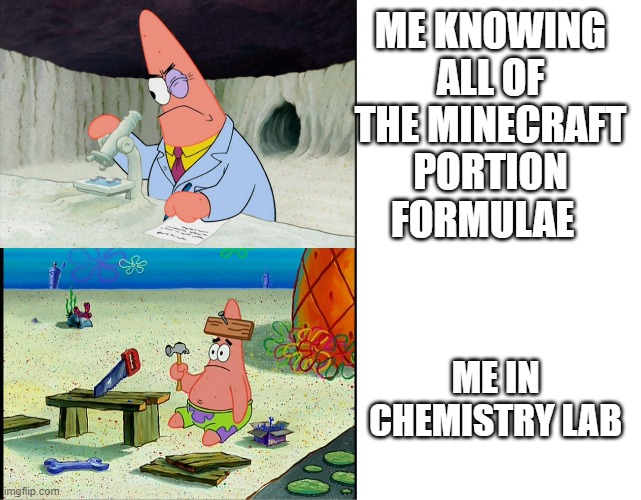 ME KNOWING
ALL OF
THE MINECRAFT
PORTION
FORMULAE
ME IN
CHEMISTRY LAB
imgflip.com